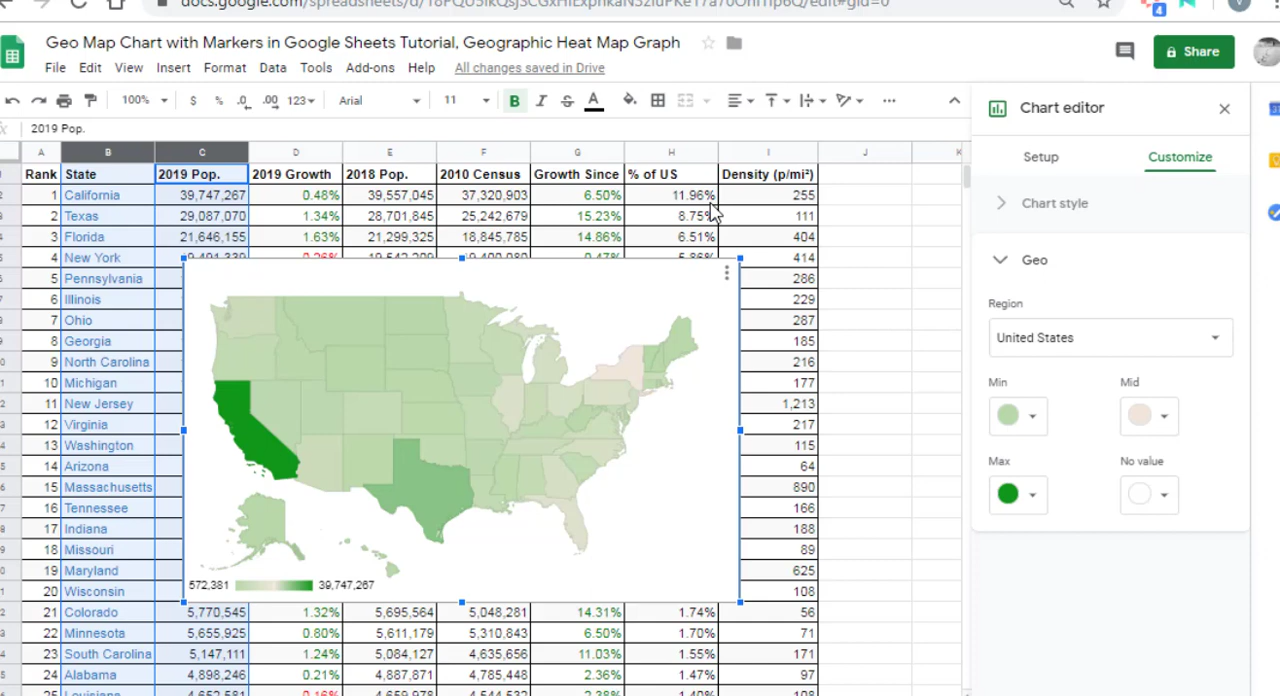 Geo Map Chart with Markers in Google Sheets Tutorial, Geographic Heat Map Graph
File Edit View Insert Format Data Tools Add-ons Help All changes saved in Drive
Share
4
V
100% $ % .0 .00 123 Arial 11 B I S A
2019 Pop.
A B C D E F G H I J K
Rank State 2019 Pop. 2019 Growth 2018 Pop. 2010 Census Growth Since % of US Density (p/mi²)
1 California 39,747,267 0.48% 39,557,045 37,320,903 6.50% 11.96% 255
2 Texas 29,087,070 1.34% 28,701,845 25,242,679 15.23% 8.75% 111
3 Florida 21,646,155 1.63% 21,299,325 18,845,785 14.86% 6.51% 404
4 New York 414
5 Pennsylvania 286
6 Illinois 229
7 Ohio 287
8 Georgia 185
9 North Carolina 216
10 Michigan 177
11 New Jersey 1,213
12 Virginia 217
13 Washington 115
14 Arizona 64
15 Massachusetts 890
16 Tennessee 166
17 Indiana 188
18 Missouri 89
19 Maryland 625
20 Wisconsin 108
572,381 39,747,267
21 Colorado 5,770,545 1.32% 5,695,564 5,048,281 14.31% 1.74% 56
22 Minnesota 5,655,925 0.80% 5,611,179 5,310,843 6.50% 1.70% 71
23 South Carolina 5,147,111 1.24% 5,084,127 4,635,656 11.03% 1.55% 171
24 Alabama 4,898,246 0.21% 4,887,871 4,785,448 2.36% 1.47% 97
Chart editor
Setup Customize
Chart style
Geo
Region
United States
Min Mid
Max No value